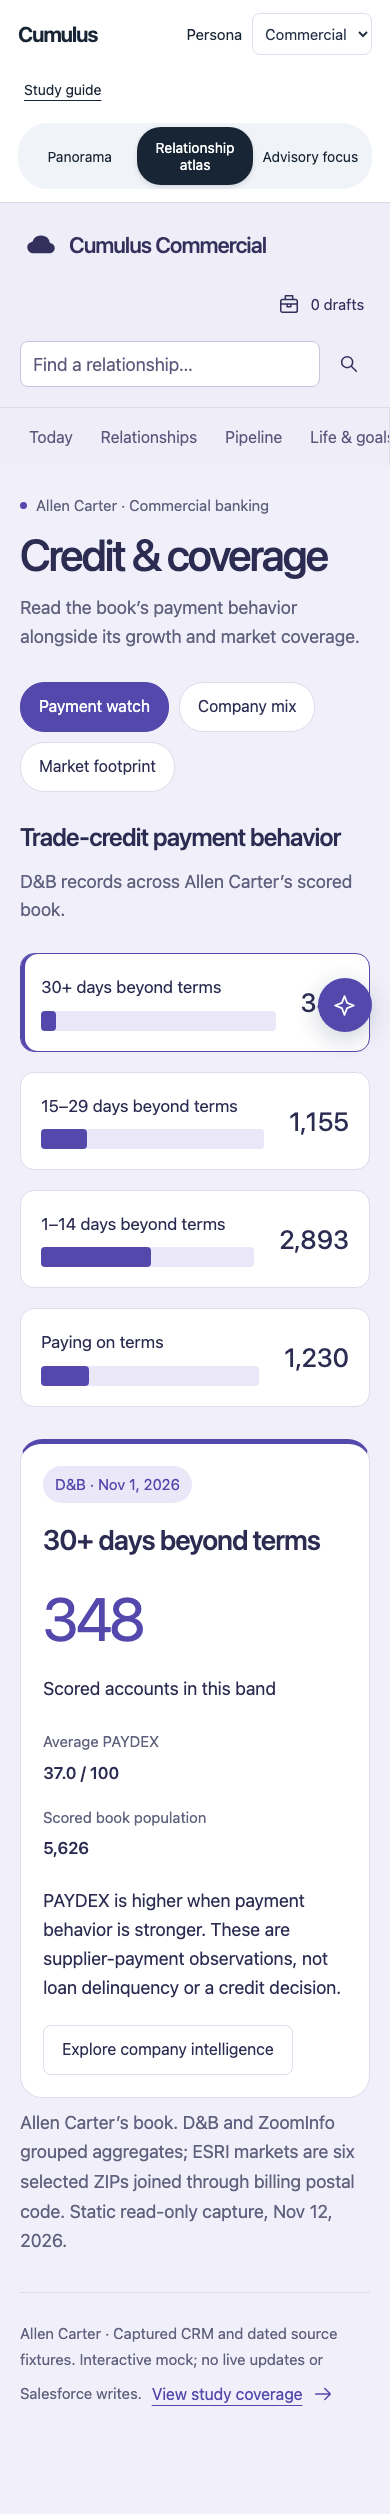 Cumulus
Persona
Commercial
Study guide
Panorama
Relationship
atlas
Advisory focus
Cumulus Commercial
0 drafts
Find a relationship...
Today
Relationships
Pipeline
Life & goals
Allen Carter · Commercial banking
Credit & coverage
Read the book’s payment behavior
alongside its growth and market coverage.
Payment watch
Company mix
Market footprint
Trade-credit payment behavior
D&B records across Allen Carter’s scored
book.
30+ days beyond terms
15–29 days beyond terms
1,155
1–14 days beyond terms
2,893
Paying on terms
1,230
D&B · Nov 1, 2026
30+ days beyond terms
348
Scored accounts in this band
Average PAYDEX
37.0 / 100
Scored book population
5,626
PAYDEX is higher when payment
behavior is stronger. These are
supplier-payment observations, not
loan delinquency or a credit decision.
Explore company intelligence
Allen Carter’s book. D&B and ZoomInfo
grouped aggregates; ESRI markets are six
selected ZIPs joined through billing postal
code. Static read-only capture, Nov 12,
2026.
Allen Carter · Captured CRM and dated source
fixtures. Interactive mock; no live updates or
Salesforce writes. View study coverage →